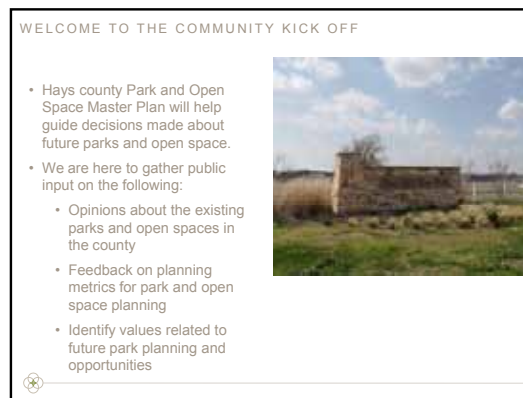 WELCOME TO THE COMMUNITY KICK OFF
• Hays county Park and Open
Space Master Plan will help
guide decisions made about
future parks and open space.
• We are here to gather public
input on the following:
• Opinions about the existing
parks and open spaces in
the county
• Feedback on planning
metrics for park and open
space planning
• Identify values related to
future park planning and
opportunities